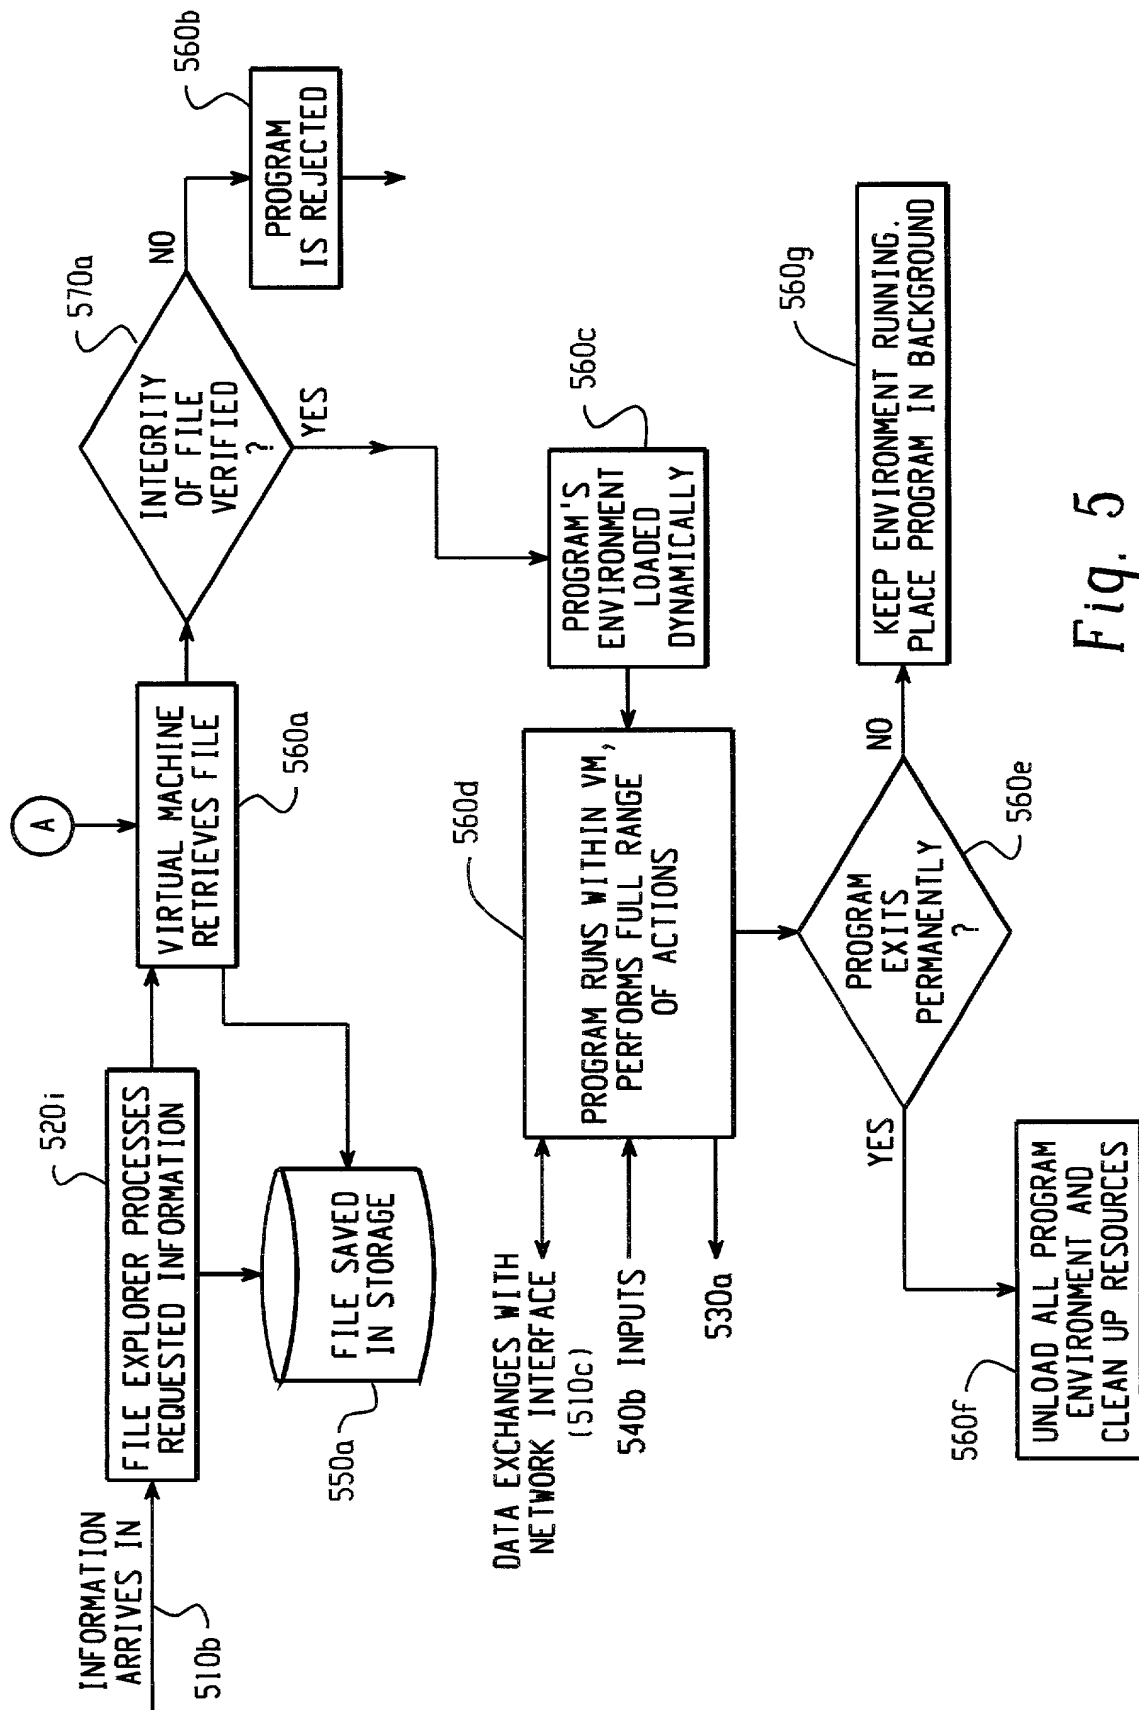 INFORMATION
ARRIVES IN
510b
FILE EXPLORER PROCESSES
REQUESTED INFORMATION
520i
FILE SAVED
IN STORAGE
550a
A
VIRTUAL MACHINE
RETRIEVES FILE
560a
INTEGRITY
OF FILE
VERIFIED
?
570a
NO
YES
PROGRAM
IS REJECTED
560b
PROGRAM'S
ENVIRONMENT
LOADED
DYNAMICALLY
560c
DATA EXCHANGES WITH
NETWORK INTERFACE
(510c)
540b INPUTS
530a
PROGRAM RUNS WITHIN VM,
PERFORMS FULL RANGE
OF ACTIONS
560d
PROGRAM
EXITS
PERMANENTLY
?
560e
YES
NO
UNLOAD ALL PROGRAM
ENVIRONMENT AND
CLEAN UP RESOURCES
560f
KEEP ENVIRONMENT RUNNING.
PLACE PROGRAM IN BACKGROUND
560g
Fig. 5